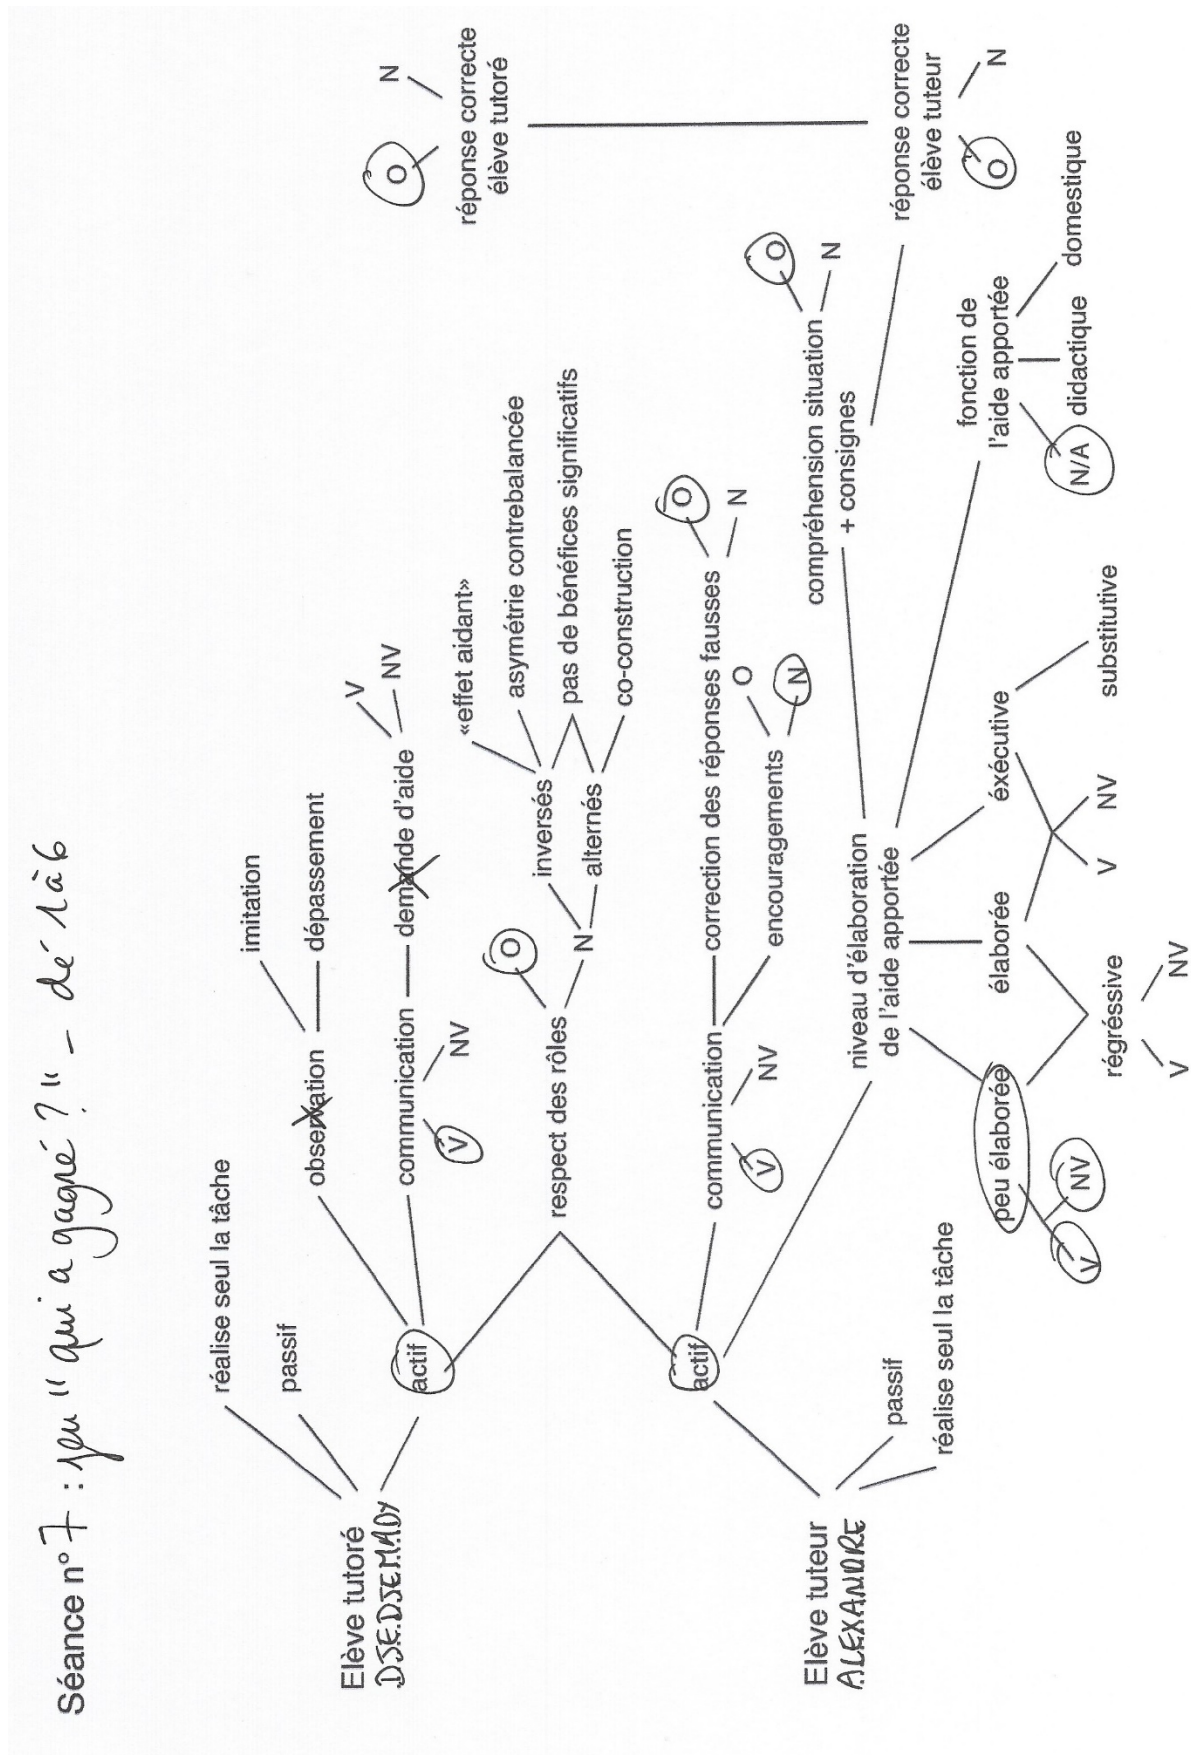 Séance n° 7 : jeu "qui a gagné ?" - dé 1 à 6
réalise seul la tâche
passif
Elève tutoré
DJEDJEMADY
actif
observation
imitation
dépassement
communication
V
NV
demande d'aide
V
NV
respect des rôles
O
N
inversés
alternés
«effet aidant»
asymétrie contrebalancée
pas de bénéfices significatifs
co-construction
réponse correcte
élève tutoré
O
N
Elève tuteur
ALEXANDRE
actif
passif
réalise seul la tâche
communication
V
NV
correction des réponses fausses
O
N
encouragements
O
N
niveau d'élaboration
de l'aide apportée
compréhension situation
+ consignes
O
N
réponse correcte
élève tuteur
O
N
fonction de
l'aide apportée
N/A
didactique
domestique
peu élaborée
V
NV
élaborée
éxécutive
régréssive
V
NV
V
NV
substitutive